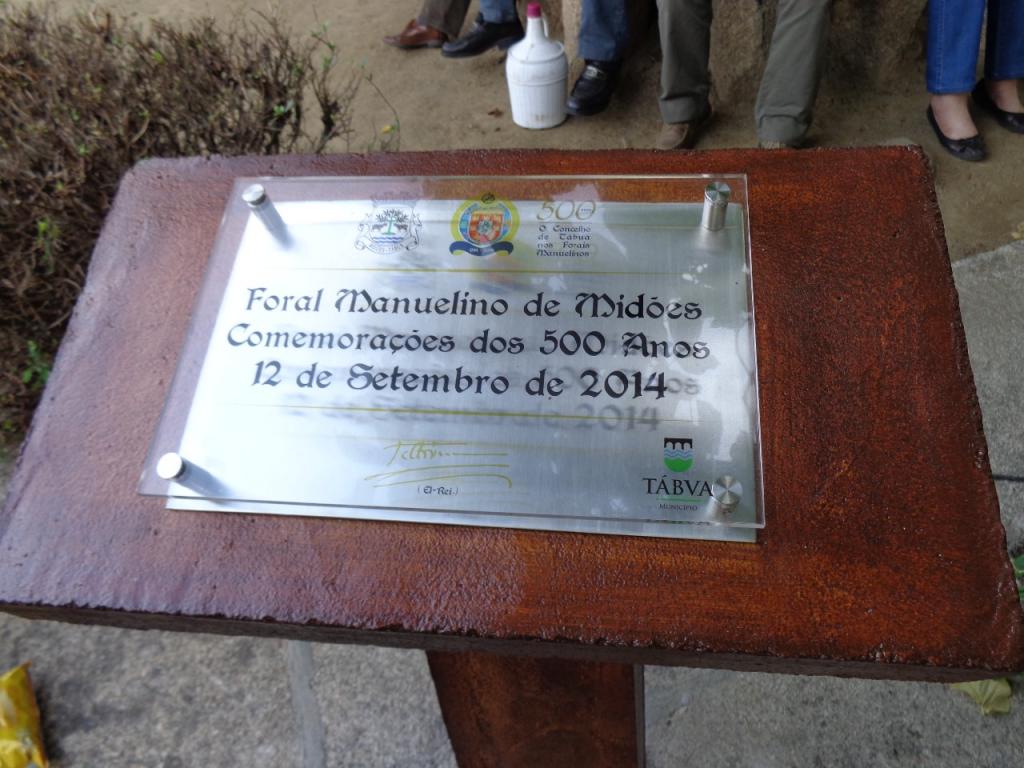 500
O Concelho
de Tábua
nos Forais
Manuelinos
Foral Manuelino de Midões
Comemorações dos 500 Anos
12 de Setembro de 2014
(El-Rei)
TÁBVA
MUNICÍPIO